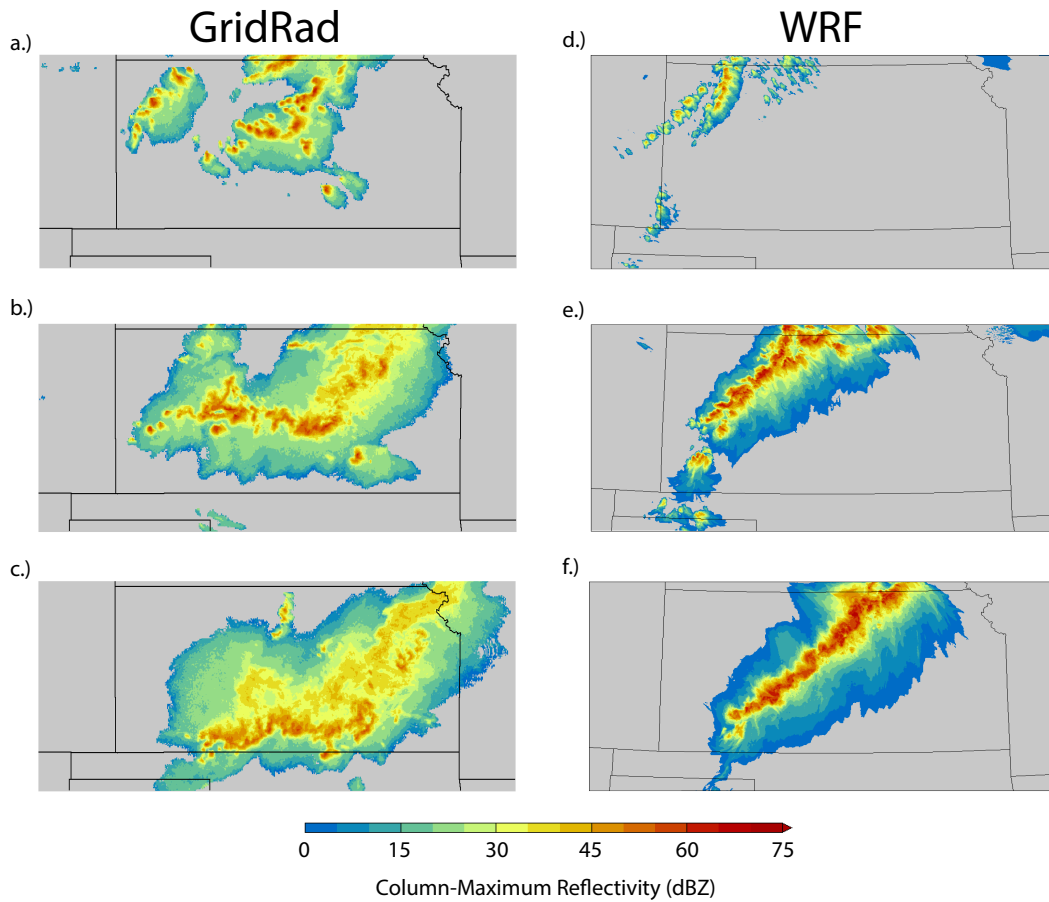 GridRad
WRF
a.)
d.)
b.)
e.)
c.)
f.)
0 15 30 45 60 75
Column-Maximum Reflectivity (dBZ)